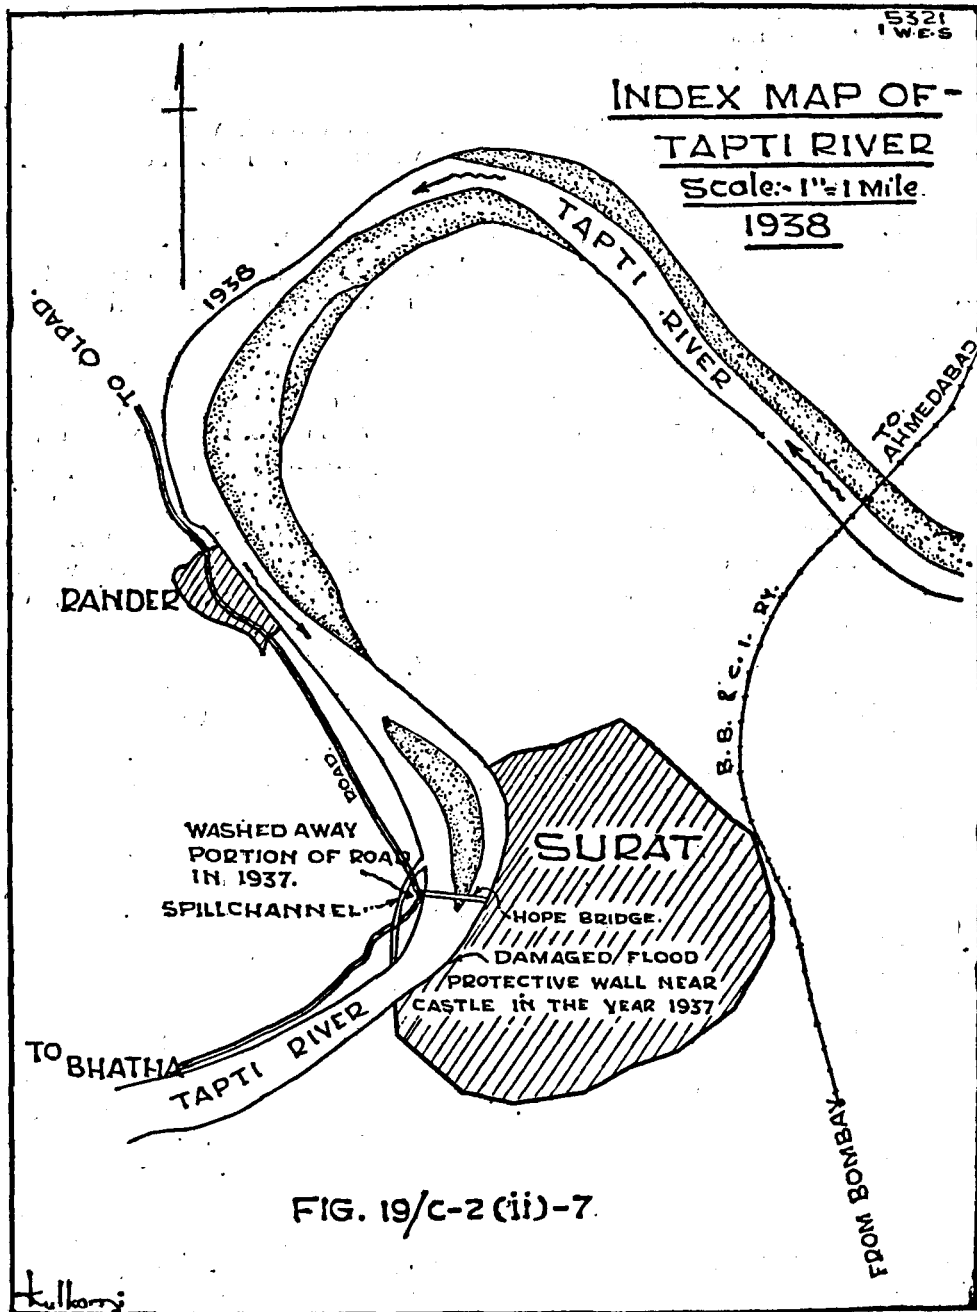 5321
1 W.E.S
INDEX MAP OF-
TAPTI RIVER
Scale:- 1"=1 Mile.
1938
TAPTI RIVER
1938
TO OLPAD.
TO
AHMEDABAD
RANDER
B.B. & C.I. RY.
ROAD.
SURAT
WASHED AWAY
PORTION OF ROAD
IN 1937.
SPILLCHANNEL
HOPE BRIDGE.
DAMAGED FLOOD
PROTECTIVE WALL NEAR
CASTLE IN THE YEAR 1937
TO BHATHA
TAPTI RIVER
FROM BOMBAY
FIG. 19/C-2 (ii)-7.